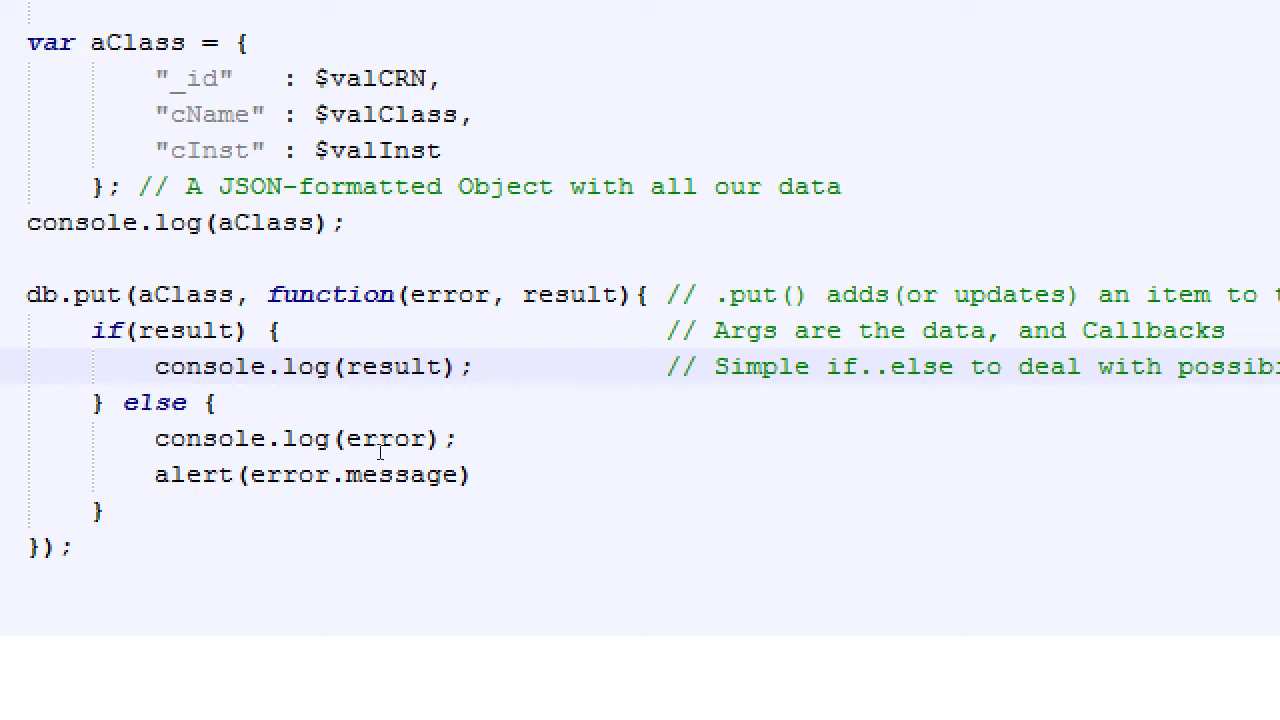 var aClass = {
"_id" : $valCRN,
"cName" : $valClass,
"cInst" : $valInst
}; // A JSON-formatted Object with all our data
console.log(aClass);
db.put(aClass, function(error, result){ // .put() adds(or updates) an item to
if(result) { // Args are the data, and Callbacks
console.log(result); // Simple if..else to deal with
} else {
console.log(error);
alert(error.message)
}
});